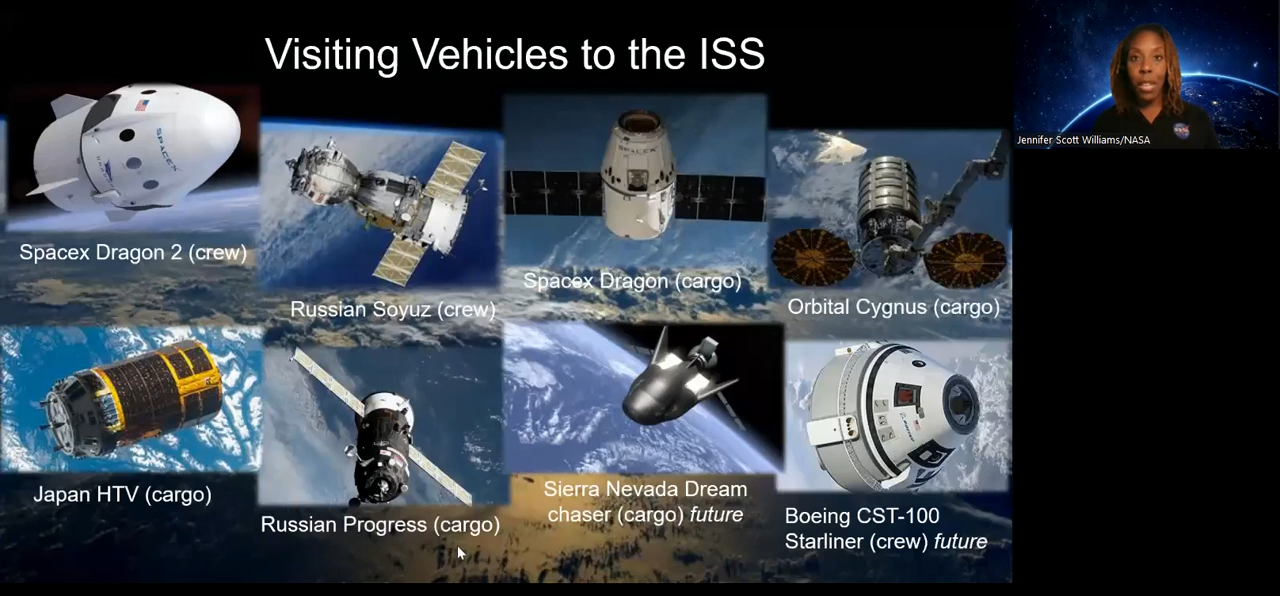 Visiting Vehicles to the ISS
Jennifer Scott Williams/NASA
SPACEX
SPACEX
Spacex Dragon 2 (crew)
Russian Soyuz (crew)
Spacex Dragon (cargo)
Orbital Cygnus (cargo)
Japan HTV (cargo)
Russian Progress (cargo)
Sierra Nevada Dream
chaser (cargo) future
Boeing CST-100
Starliner (crew) future